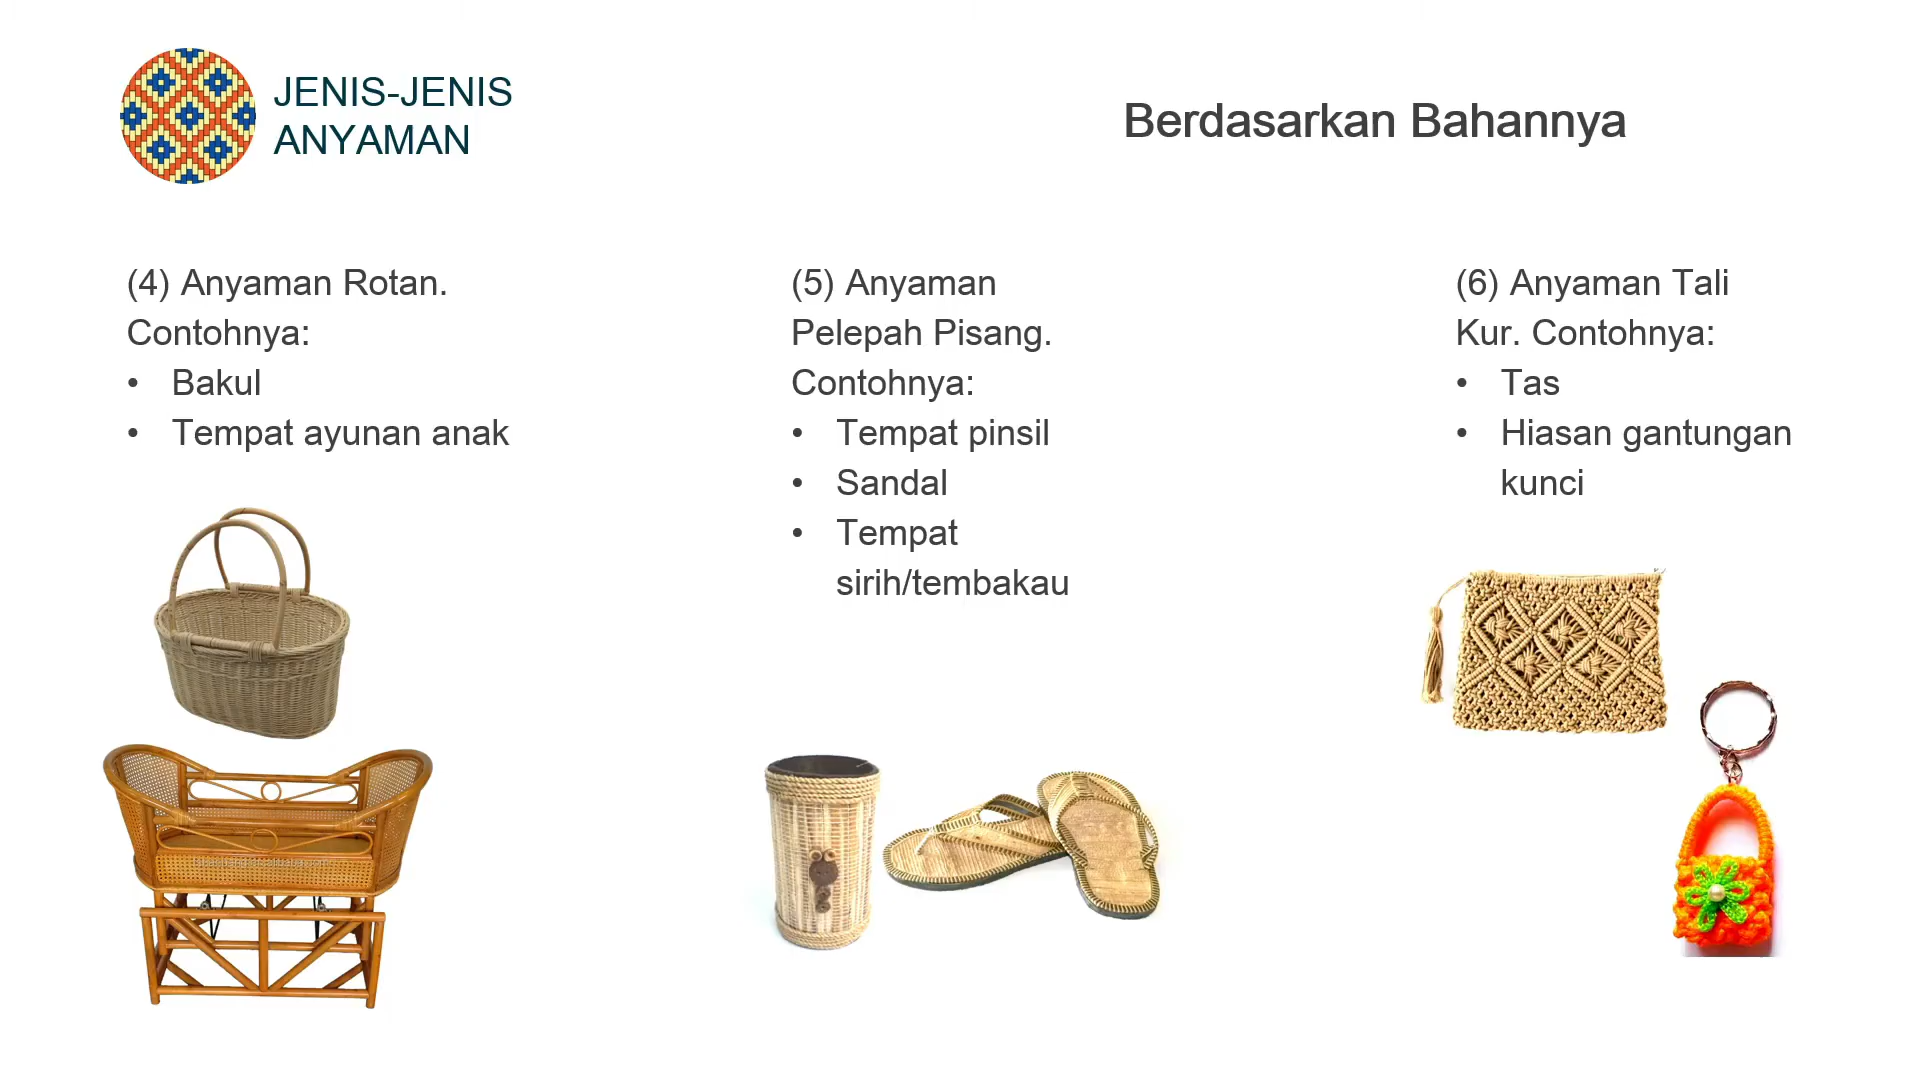 JENIS-JENIS
ANYAMAN
Berdasarkan Bahannya
(4) Anyaman Rotan.
Contohnya:
• Bakul
• Tempat ayunan anak
(5) Anyaman
Pelepah Pisang.
Contohnya:
• Tempat pinsil
• Sandal
• Tempat
sirih/tembakau
(6) Anyaman Tali
Kur. Contohnya:
• Tas
• Hiasan gantungan
kunci